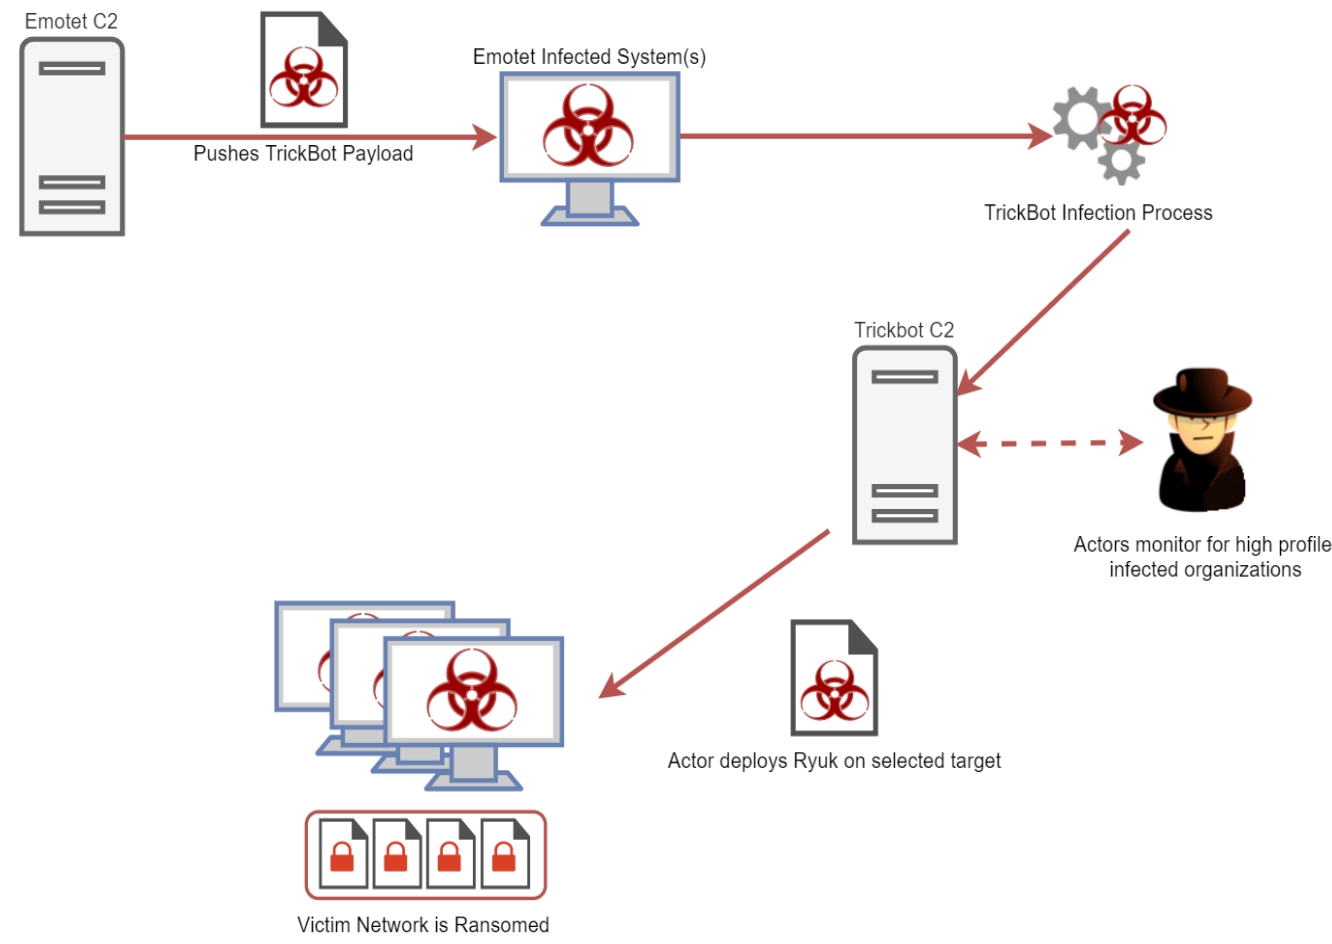 Emotet C2
Emotet Infected System(s)
Pushes TrickBot Payload
TrickBot Infection Process
Trickbot C2
Actors monitor for high profile
infected organizations
Actor deploys Ryuk on selected target
Victim Network is Ransomed